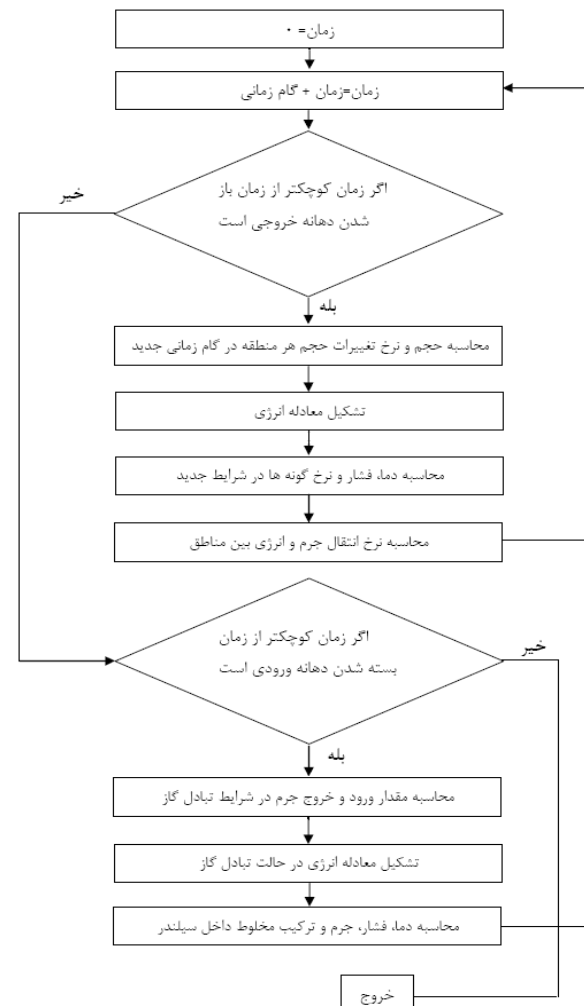 زمان= ۰
زمان=زمان + گام زمانی
اگر زمان کوچکتر از زمان باز
شدن دهانه خروجی است
خیر
بله
محاسبه حجم و نرخ تغییرات حجم هر منطقه در گام زمانی جدید
تشکیل معادله انرژی
محاسبه دما، فشار و نرخ گونه ها در شرایط جدید
محاسبه نرخ انتقال جرم و انرژی بین مناطق
اگر زمان کوچکتر از زمان
بسته شدن دهانه ورودی است
خیر
بله
محاسبه مقدار ورود و خروج جرم در شرایط تبادل گاز
تشکیل معادله انرژی در حالت تبادل گاز
محاسبه دما، فشار، جرم و ترکیب مخلوط داخل سیلندر
خروج